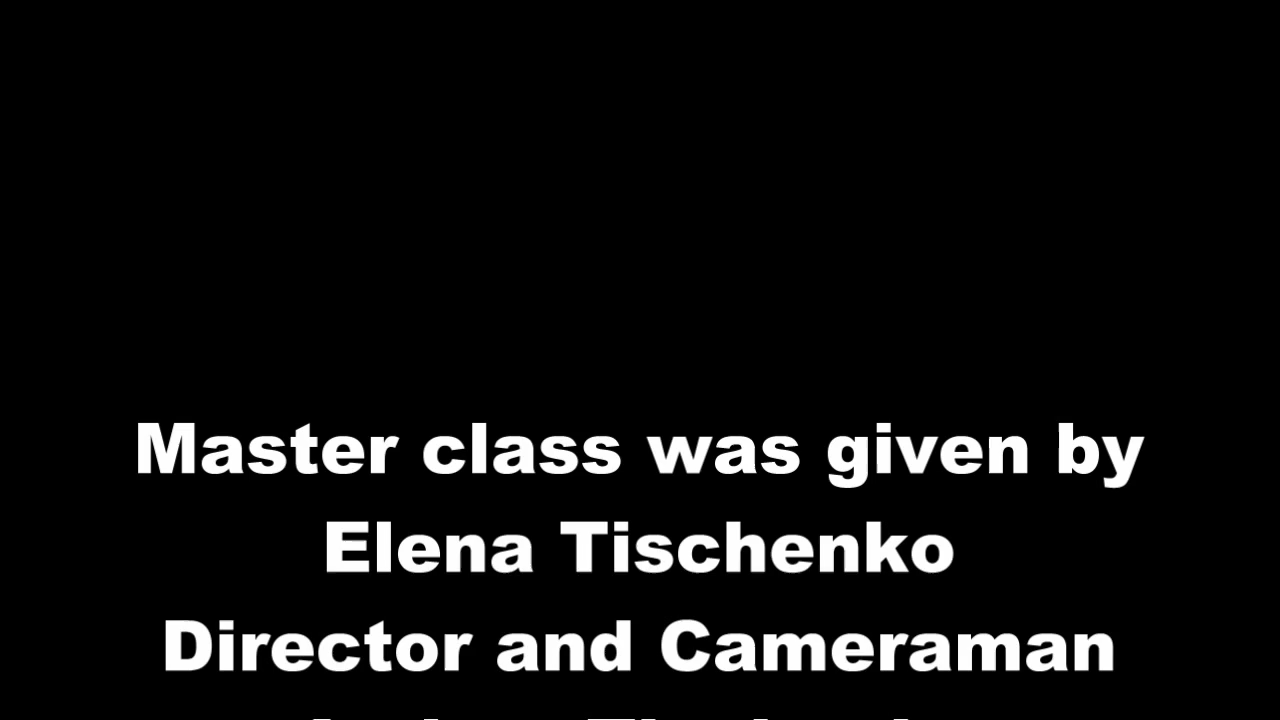 Master class was given by
Elena Tischenko
Director and Cameraman